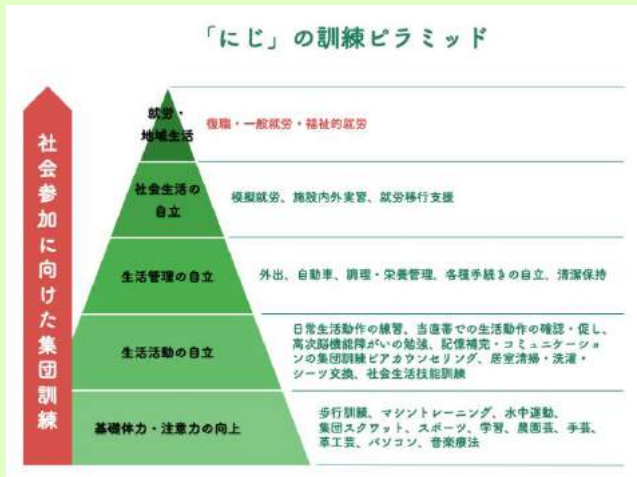 「にじ」の訓練ピラミッド
社会参加に向けた集団訓練
就労・
地域生活
復職・一般就労・福祉的就労
社会生活の
自立
模擬就労、施設内外実習、就労移行支援
生活管理の自立
外出、自動車、調理・栄養管理、各種手続きの自立、清潔保持
生活活動の自立
日常生活動作の練習、当直帯での生活動作の確認・促し、
高次脳機能障がいの勉強、記憶補完・コミュニケーショ
ンの集団訓練ピアカウンセリング、居室清掃・洗濯・
シーツ交換、社会生活技能訓練
基礎体力・注意力の向上
歩行訓練、マシントレーニング、水中運動、
集団スクワット、スポーツ、学習、農園芸、手芸、
革工芸、パソコン、音楽療法